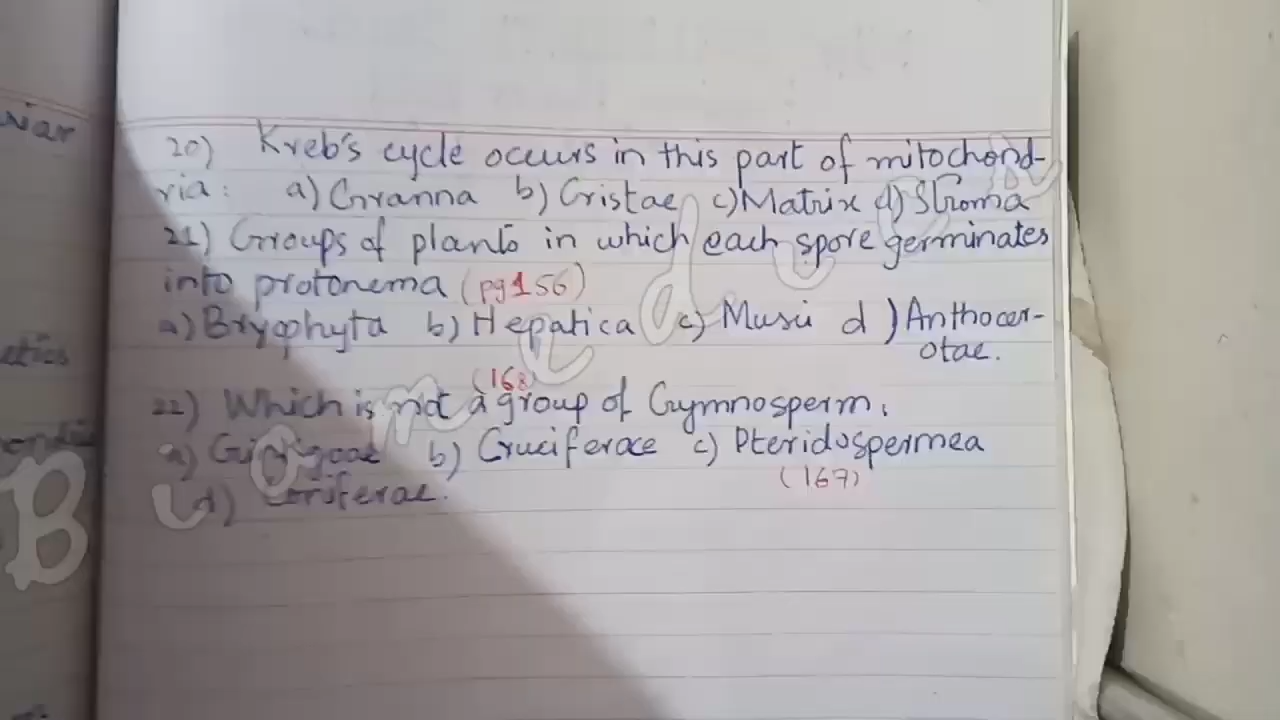 20) Kreb's cycle occurs in this part of mitochond-
ria: a) Granna b) Cristae c) Matrix d) Stroma
21) Groups of plants in which each spore germinates
into protonema (pg 156)
a) Bryophyta b) Hepatica c) Musii d) Anthocer-
otae.
(168)
22) Which is not a group of Gymnosperm.
a) b) Cruciferae c) Pteridospermea
(167)
d) Coniferae.